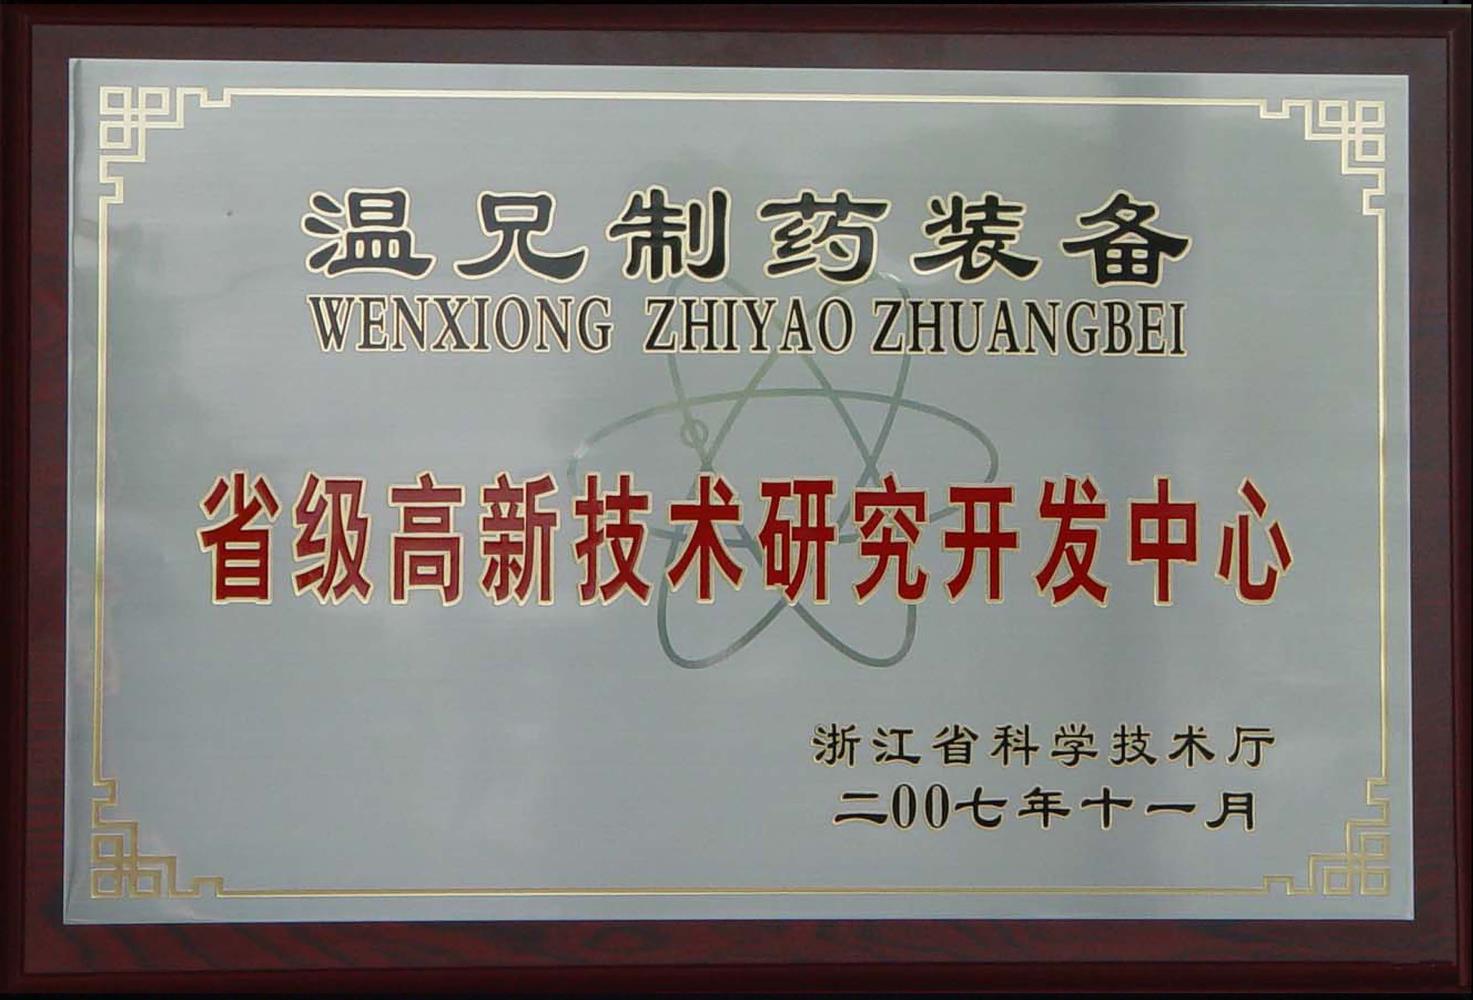 温兄制药装备
WENXIONG ZHIYAO ZHUANGBEI
省级高新技术研究开发中心
浙江省科学技术厅
二00七年十一月